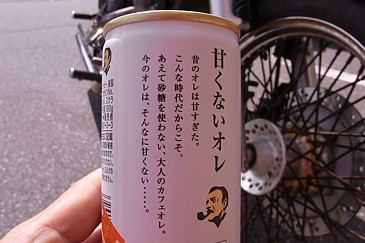 甘くないオレ
昔のオレは甘すぎた。
こんな時代だからこそ、
あえて砂糖を使わない、大人のカフェオレ。
今のオレは、そんなに甘くない‥‥‥。